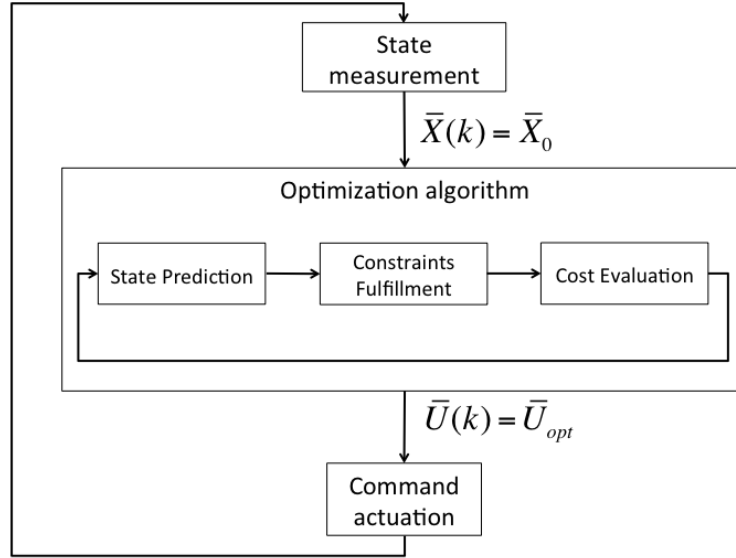 State
measurement
X̄(k) = X̄₀
Optimization algorithm
State Prediction
Constraints
Fulfillment
Cost Evaluation
Ū(k) = Ū_opt
Command
actuation